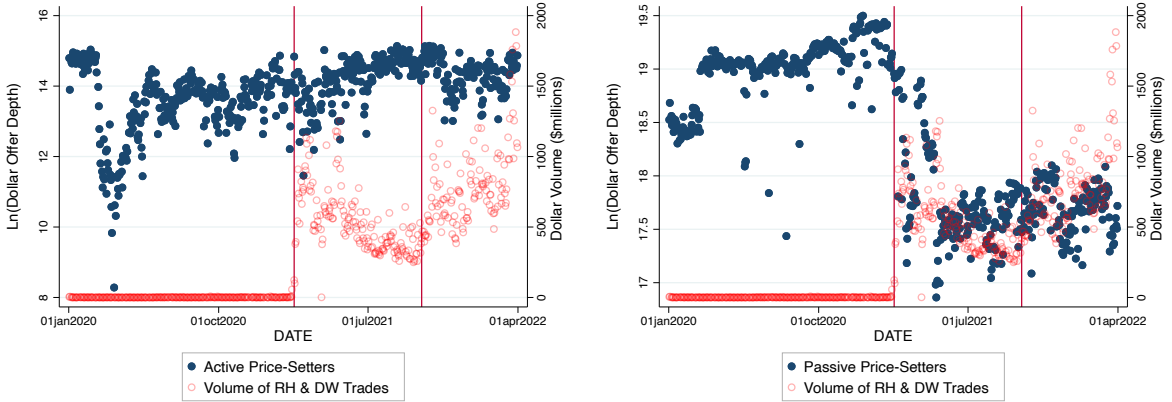 16
14
12
10
8
Ln(Dollar Offer Depth)
2000
1500
1000
500
0
Dollar Volume ($millions)
01jan2020 01oct2020 01jul2021 01apr2022
DATE
Active Price-Setters
Volume of RH & DW Trades
19.5
19
18.5
18
17.5
17
Ln(Dollar Offer Depth)
2000
1500
1000
500
0
Dollar Volume ($millions)
01jan2020 01oct2020 01jul2021 01apr2022
DATE
Passive Price-Setters
Volume of RH & DW Trades